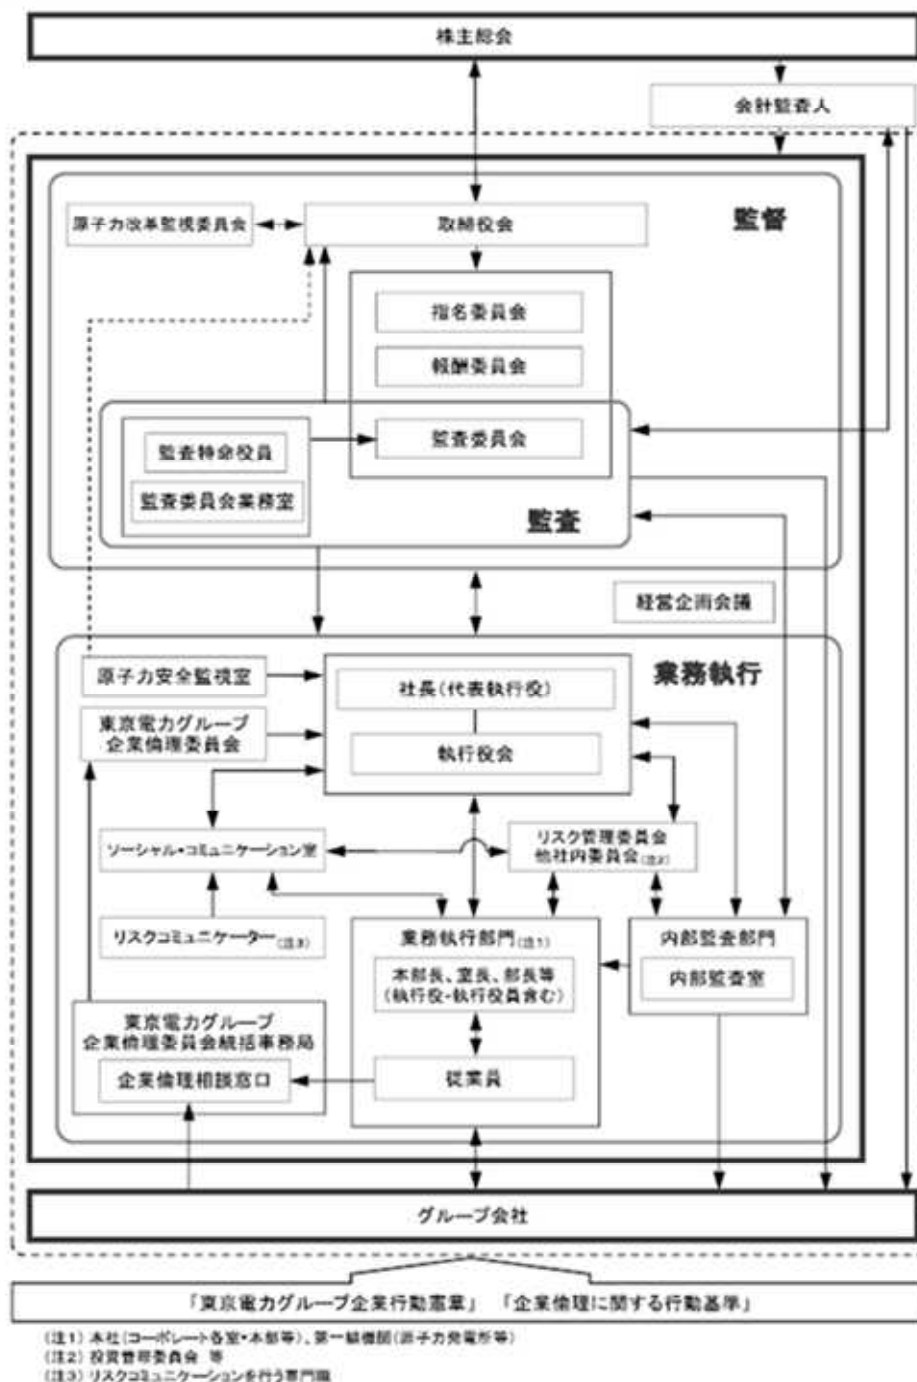 株主総会
会計監査人
監督
原子力改革監視委員会
取締役会
指名委員会
報酬委員会
監査委員会
監査特命役員
監査委員会業務室
監査
経営企画会議
業務執行
原子力安全監視室
社長(代表執行役)
東京電力グループ
企業倫理委員会
執行役会
ソーシャル・コミュニケーション室
リスク管理委員会
他社内委員会(注2)
リスクコミュニケーター(注3)
業務執行部門(注1)
内部監査部門
本部長、室長、部長等
(執行役・執行役員含む)
内部監査室
東京電力グループ
企業倫理委員会統括事務局
企業倫理相談窓口
従業員
グループ会社
「東京電力グループ企業行動憲章」 「企業倫理に関する行動基準」
(注1) 本社(コーポレート各室・本部等)、第一線機関(原子力発電所等)
(注2) 投資管理委員会 等
(注3) リスクコミュニケーションを行う専門職